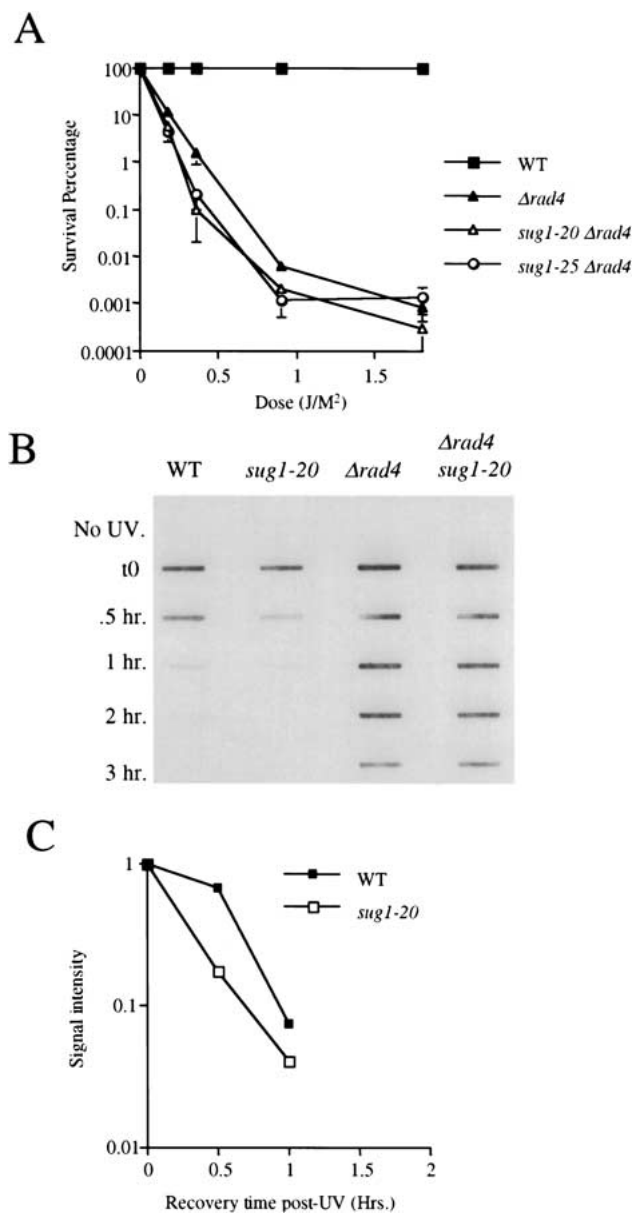 A
100
10
1
0.1
0.01
0.001
0.0001
Survival Percentage
0
0.5
1
1.5
Dose (J/M²)
WT
Δrad4
sug1-20 Δrad4
sug1-25 Δrad4
B
WT
sug1-20
Δrad4
Δrad4
sug1-20
No UV.
t0
.5 hr.
1 hr.
2 hr.
3 hr.
C
1
0.1
0.01
Signal intensity
0
0.5
1
1.5
2
Recovery time post-UV (Hrs.)
WT
sug1-20